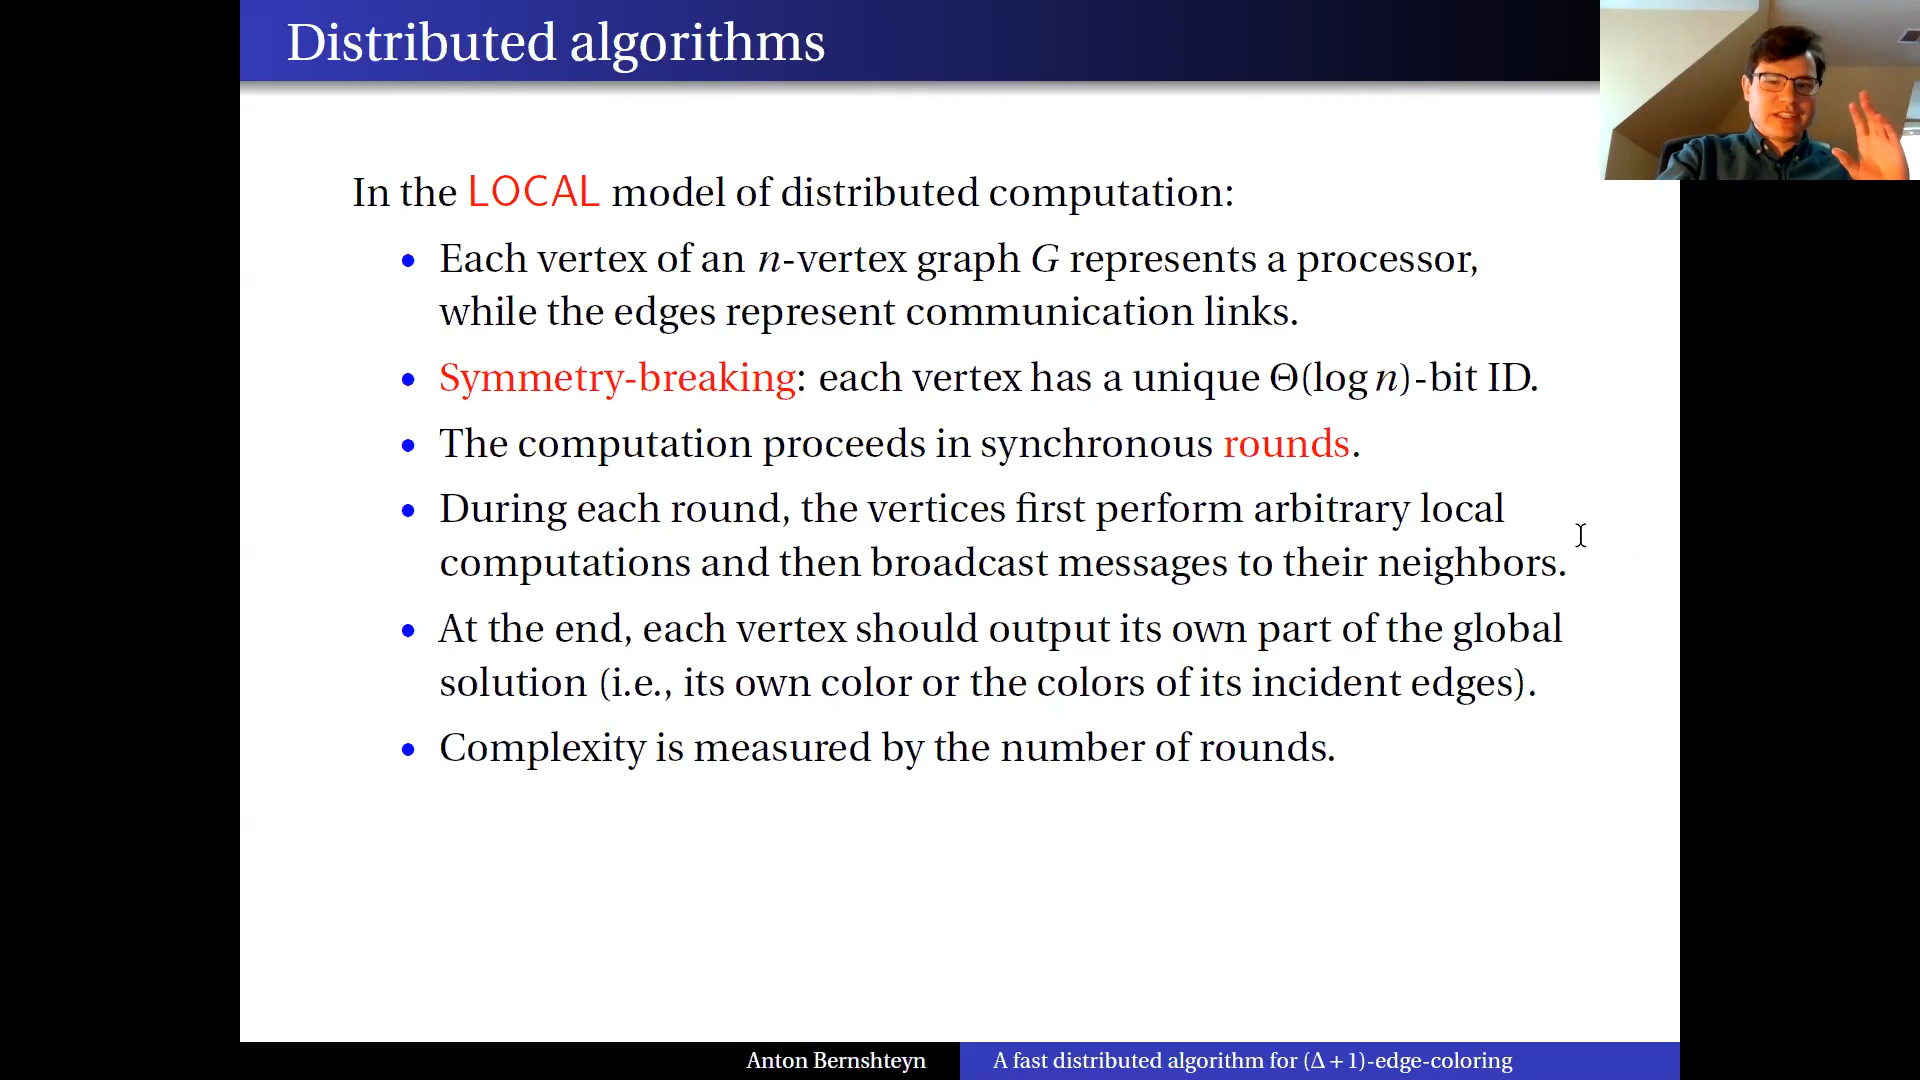 Distributed algorithms
In the LOCAL model of distributed computation:
• Each vertex of an n-vertex graph G represents a processor,
while the edges represent communication links.
• Symmetry-breaking: each vertex has a unique Θ(log n)-bit ID.
• The computation proceeds in synchronous rounds.
• During each round, the vertices first perform arbitrary local
computations and then broadcast messages to their neighbors.
• At the end, each vertex should output its own part of the global
solution (i.e., its own color or the colors of its incident edges).
• Complexity is measured by the number of rounds.
Anton Bernshteyn
A fast distributed algorithm for (Δ + 1)-edge-coloring